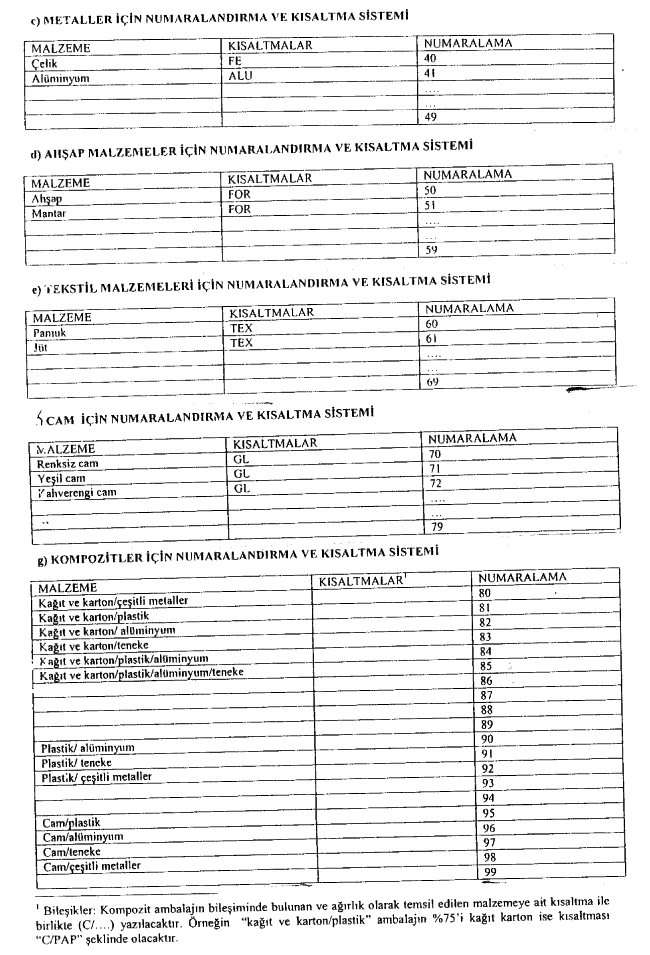 c) METALLER İÇİN NUMARALANDIRMA VE KISALTMA SİSTEMİ
MALZEME KISALTMALAR NUMARALAMA
Çelik FE 40
Alüminyum ALU 41
....
...
49
d) AHŞAP MALZEMELER İÇİN NUMARALANDIRMA VE KISALTMA SİSTEMİ
MALZEME KISALTMALAR NUMARALAMA
Ahşap FOR 50
Mantar FOR 51
....
...
59
e) TEKSTİL MALZEMELERİ İÇİN NUMARALANDIRMA VE KISALTMA SİSTEMİ
MALZEME KISALTMALAR NUMARALAMA
Pamuk TEX 60
Jüt TEX 61
....
...
69
CAM İÇİN NUMARALANDIRMA VE KISALTMA SİSTEMİ
MALZEME KISALTMALAR NUMARALAMA
Renksiz cam GL 70
Yeşil cam GL 71
Kahverengi cam GL 72
....
...
79
g) KOMPOZİTLER İÇİN NUMARALANDIRMA VE KISALTMA SİSTEMİ
MALZEME KISALTMALAR¹ NUMARALAMA
Kağıt ve karton/çeşitli metaller 80
Kağıt ve karton/plastik 81
Kağıt ve karton/ alüminyum 82
Kağıt ve karton/teneke 83
Kağıt ve karton/plastik/alüminyum 84
Kağıt ve karton/plastik/alüminyum/teneke 85
86
87
88
89
Plastik/ alüminyum 90
Plastik/ teneke 91
Plastik/ çeşitli metaller 92
93
94
Cam/plastik 95
Cam/alüminyum 96
Cam/teneke 97
Cam/çeşitli metaller 98
99
¹ Bileşikler: Kompozit ambalajın bileşiminde bulunan ve ağırlık olarak temsil edilen malzemeye ait kısaltma ile
birlikte (C/....) yazılacaktır. Örneğin “kağıt ve karton/plastik” ambalajın %75’i kağıt karton ise kısaltması
“C/PAP” şeklinde olacaktır.